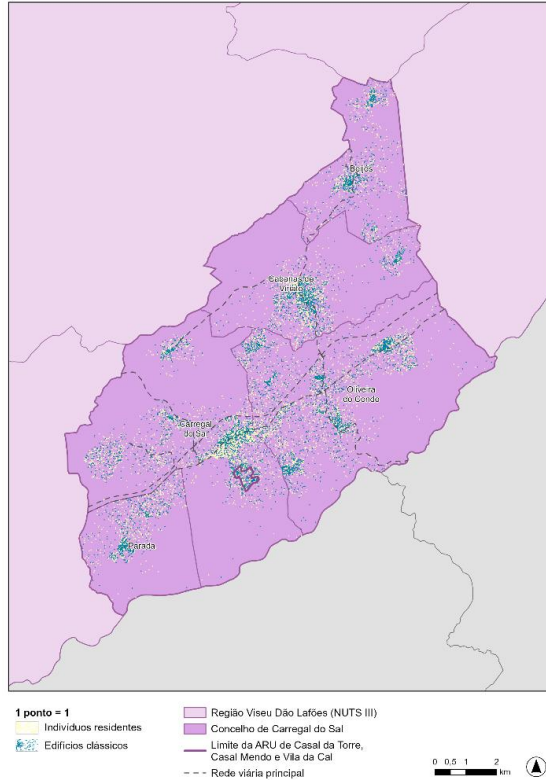 Beijós
Cabanas de
Viriato
Oliveira
do Conde
Carregal
do Sal
Parada
1 ponto = 1
Indivíduos residentes
Edifícios clássicos
Região Viseu Dão Lafões (NUTS III)
Concelho de Carregal do Sal
Limite da ARU de Casal da Torre,
Casal Mendo e Vila da Cal
Rede viária principal
0 0,5 1 2
km